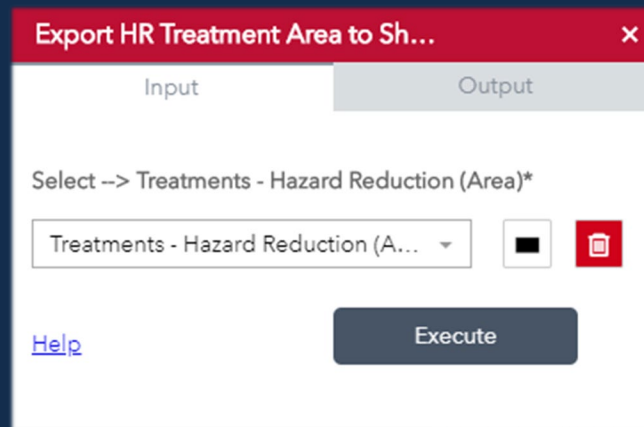 Export HR Treatment Area to Sh...
Input
Output
Select --> Treatments - Hazard Reduction (Area)*
Treatments - Hazard Reduction (A...
Help
Execute